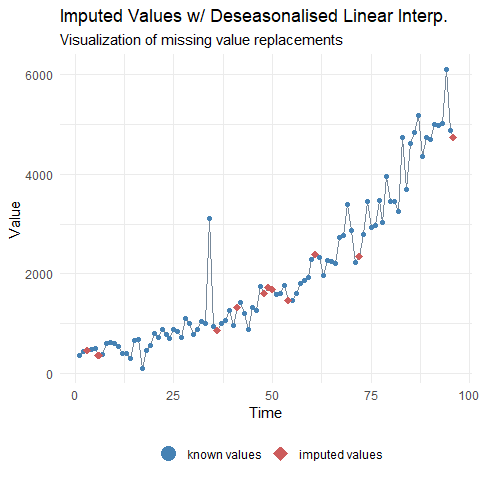 Imputed Values w/ Deseasonalised Linear Interp.
Visualization of missing value replacements
Value
6000
4000
2000
0
0 25 50 75 100
Time
known values imputed values